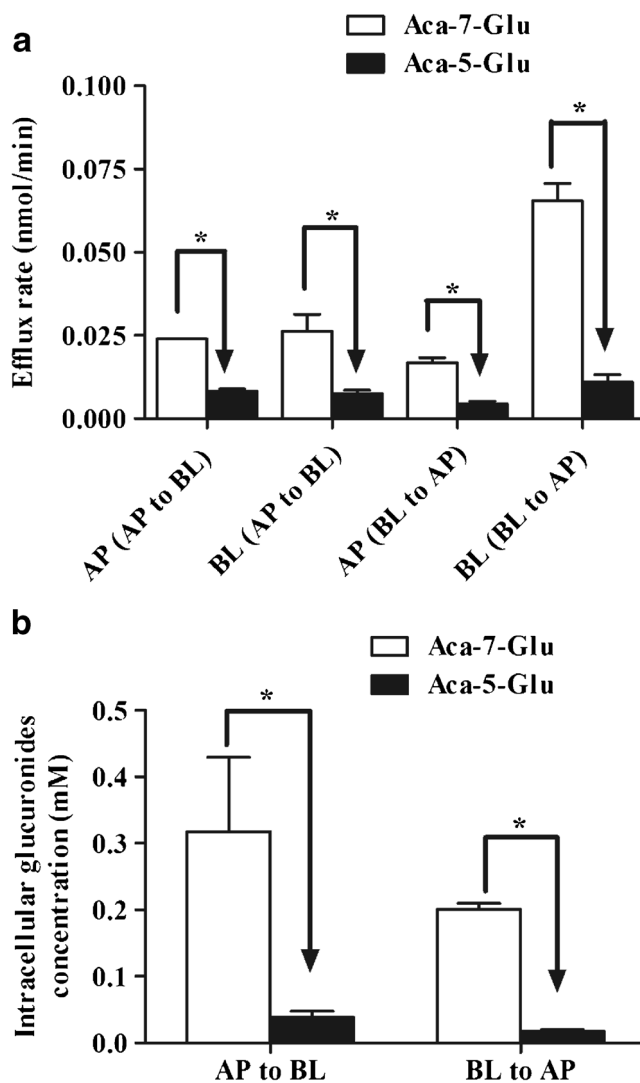 a
Aca-7-Glu
Aca-5-Glu
Efflux rate (nmol/min)
0.100
0.075
0.050
0.025
0.000
*
*
*
*
AP (AP to BL)
BL (AP to BL)
AP (BL to AP)
BL (BL to AP)
b
Aca-7-Glu
Aca-5-Glu
Intracellular glucuronides
concentration (mM)
0.5
0.4
0.3
0.2
0.1
0.0
*
*
AP to BL
BL to AP